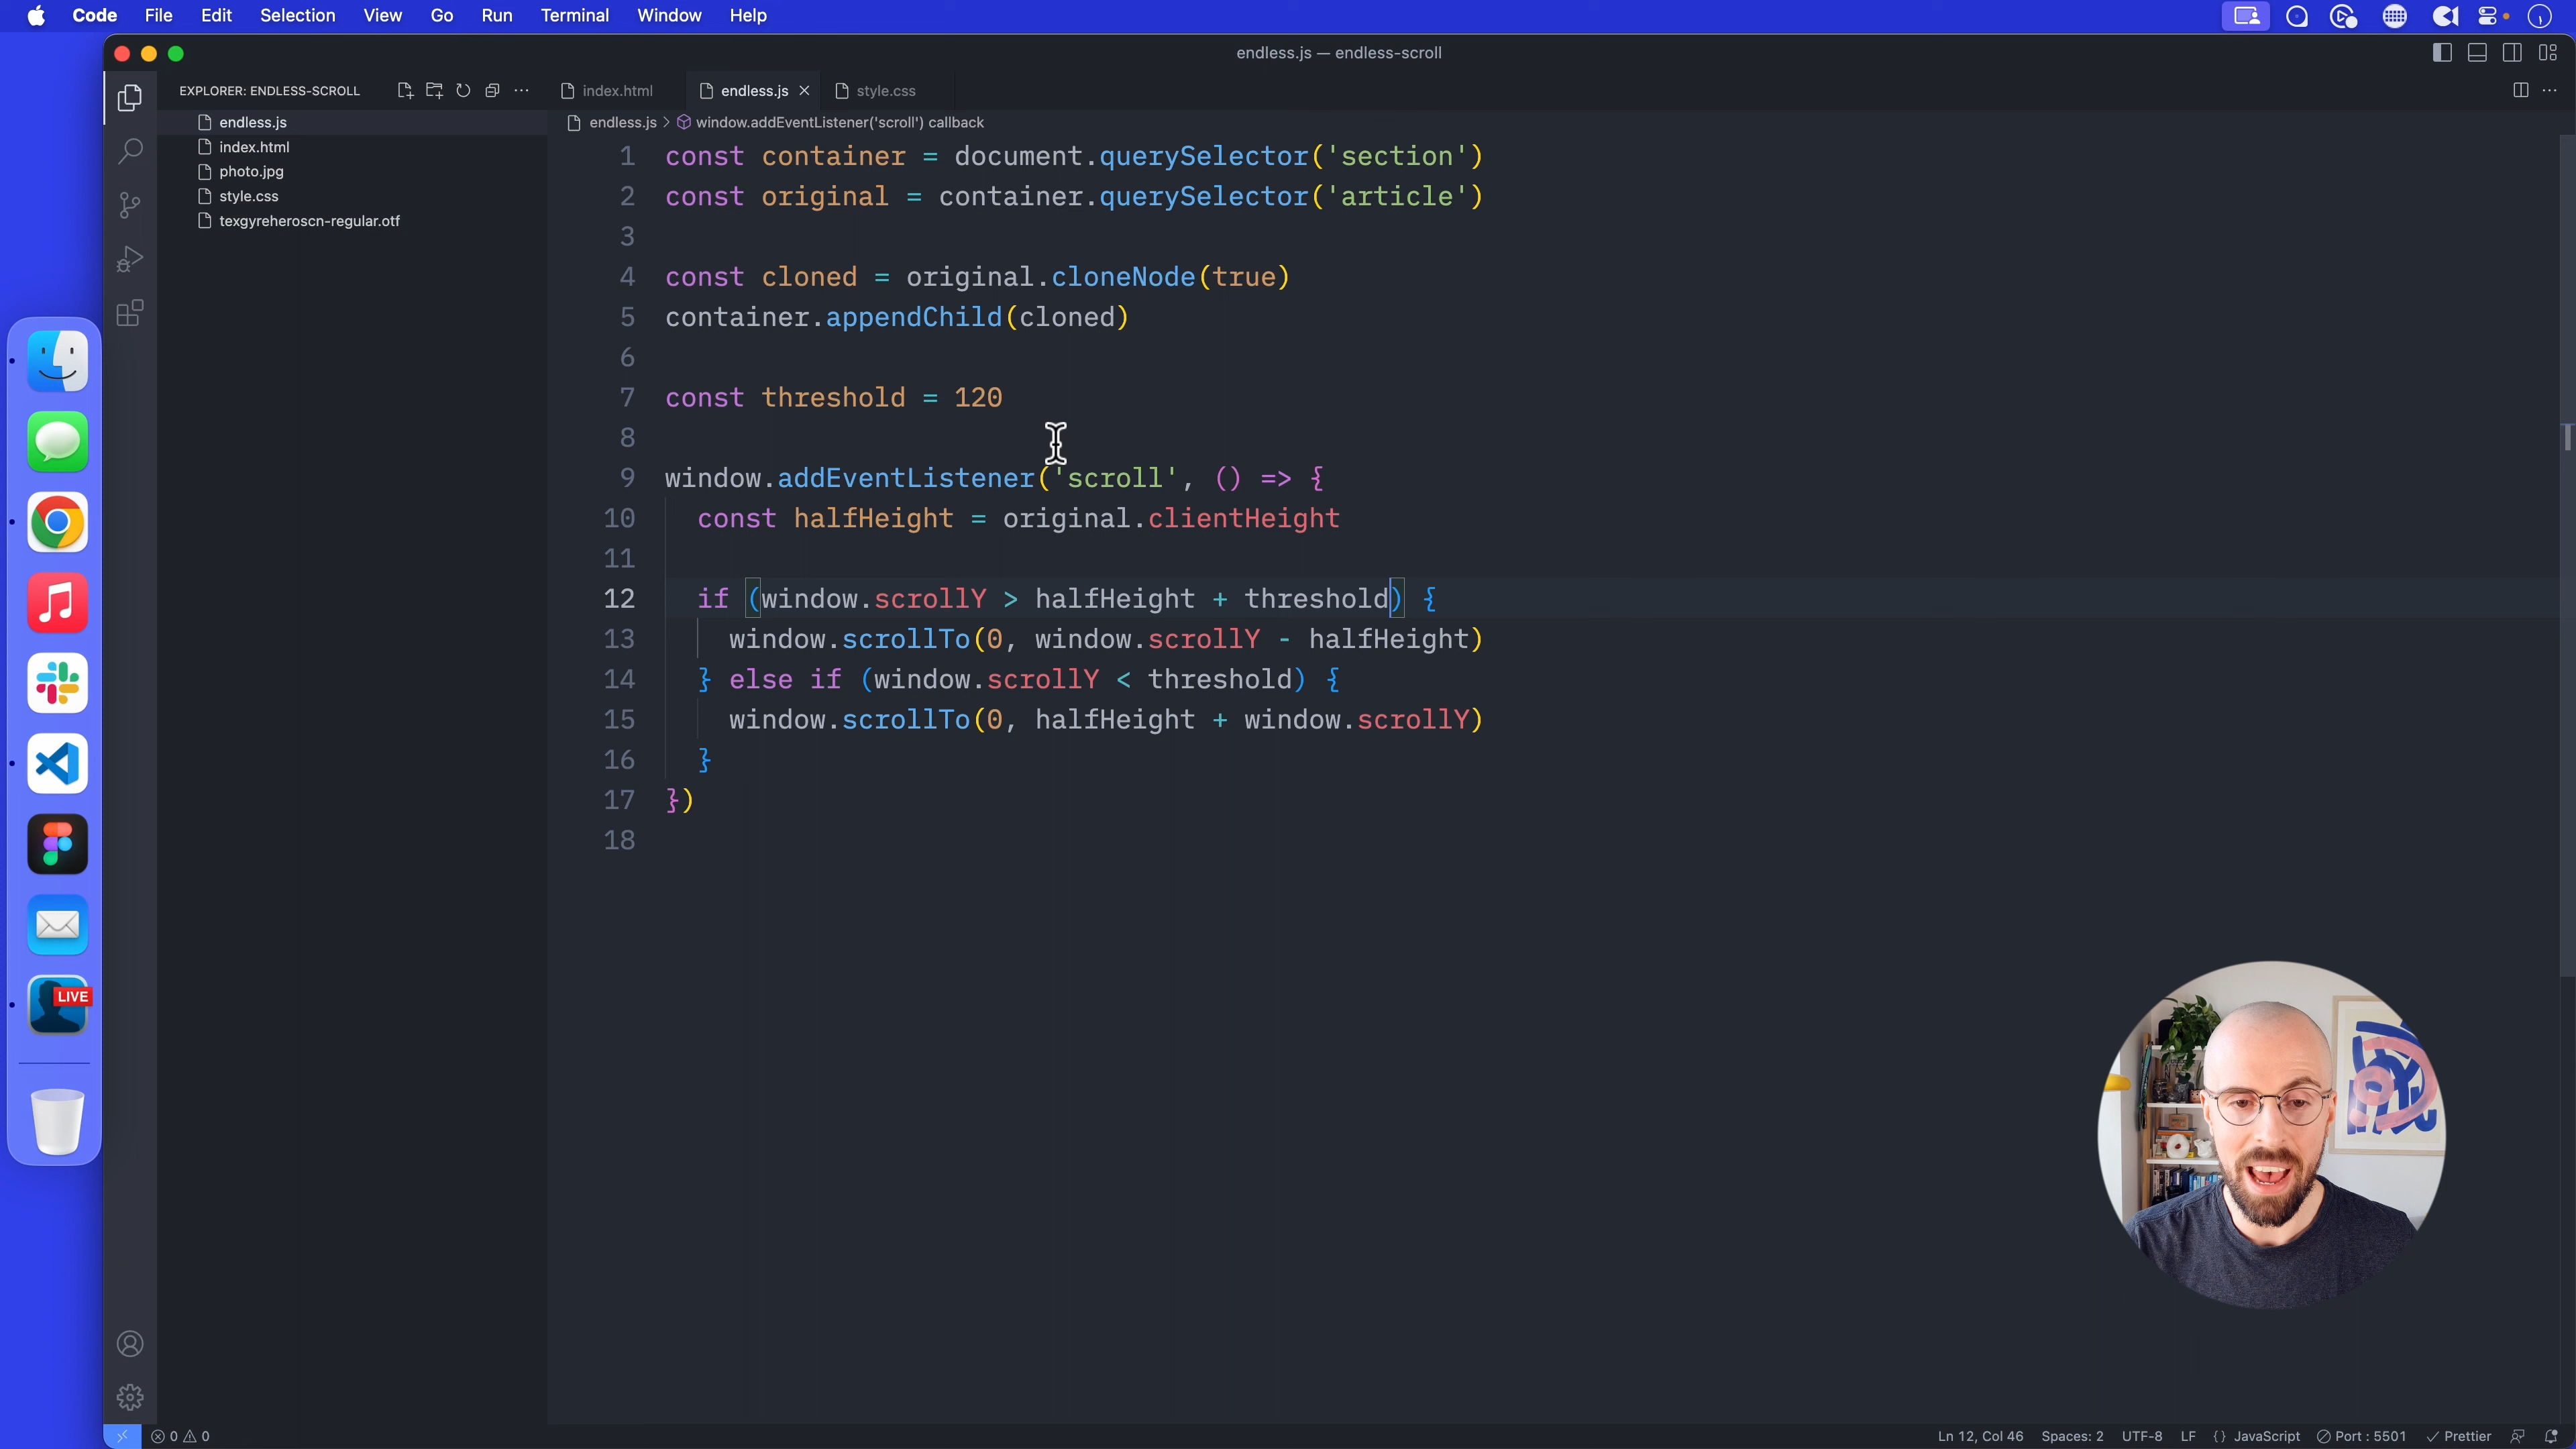 Code File Edit Selection View Go Run Terminal Window Help
endless.js — endless-scroll
EXPLORER: ENDLESS-SCROLL
index.html endless.js style.css
endless.js
index.html
photo.jpg
style.css
texgyreheroscn-regular.otf
endless.js > window.addEventListener('scroll') callback
1 const container = document.querySelector('section')
2 const original = container.querySelector('article')
3
4 const cloned = original.cloneNode(true)
5 container.appendChild(cloned)
6
7 const threshold = 120
8
9 window.addEventListener('scroll', () => {
10 const halfHeight = original.clientHeight
11
12 if (window.scrollY > halfHeight + threshold) {
13 window.scrollTo(0, window.scrollY - halfHeight)
14 } else if (window.scrollY < threshold) {
15 window.scrollTo(0, halfHeight + window.scrollY)
16 }
17 })
18
LIVE
0 0
Ln 12, Col 46 Spaces: 2 UTF-8 LF {} JavaScript Port : 5501 Prettier